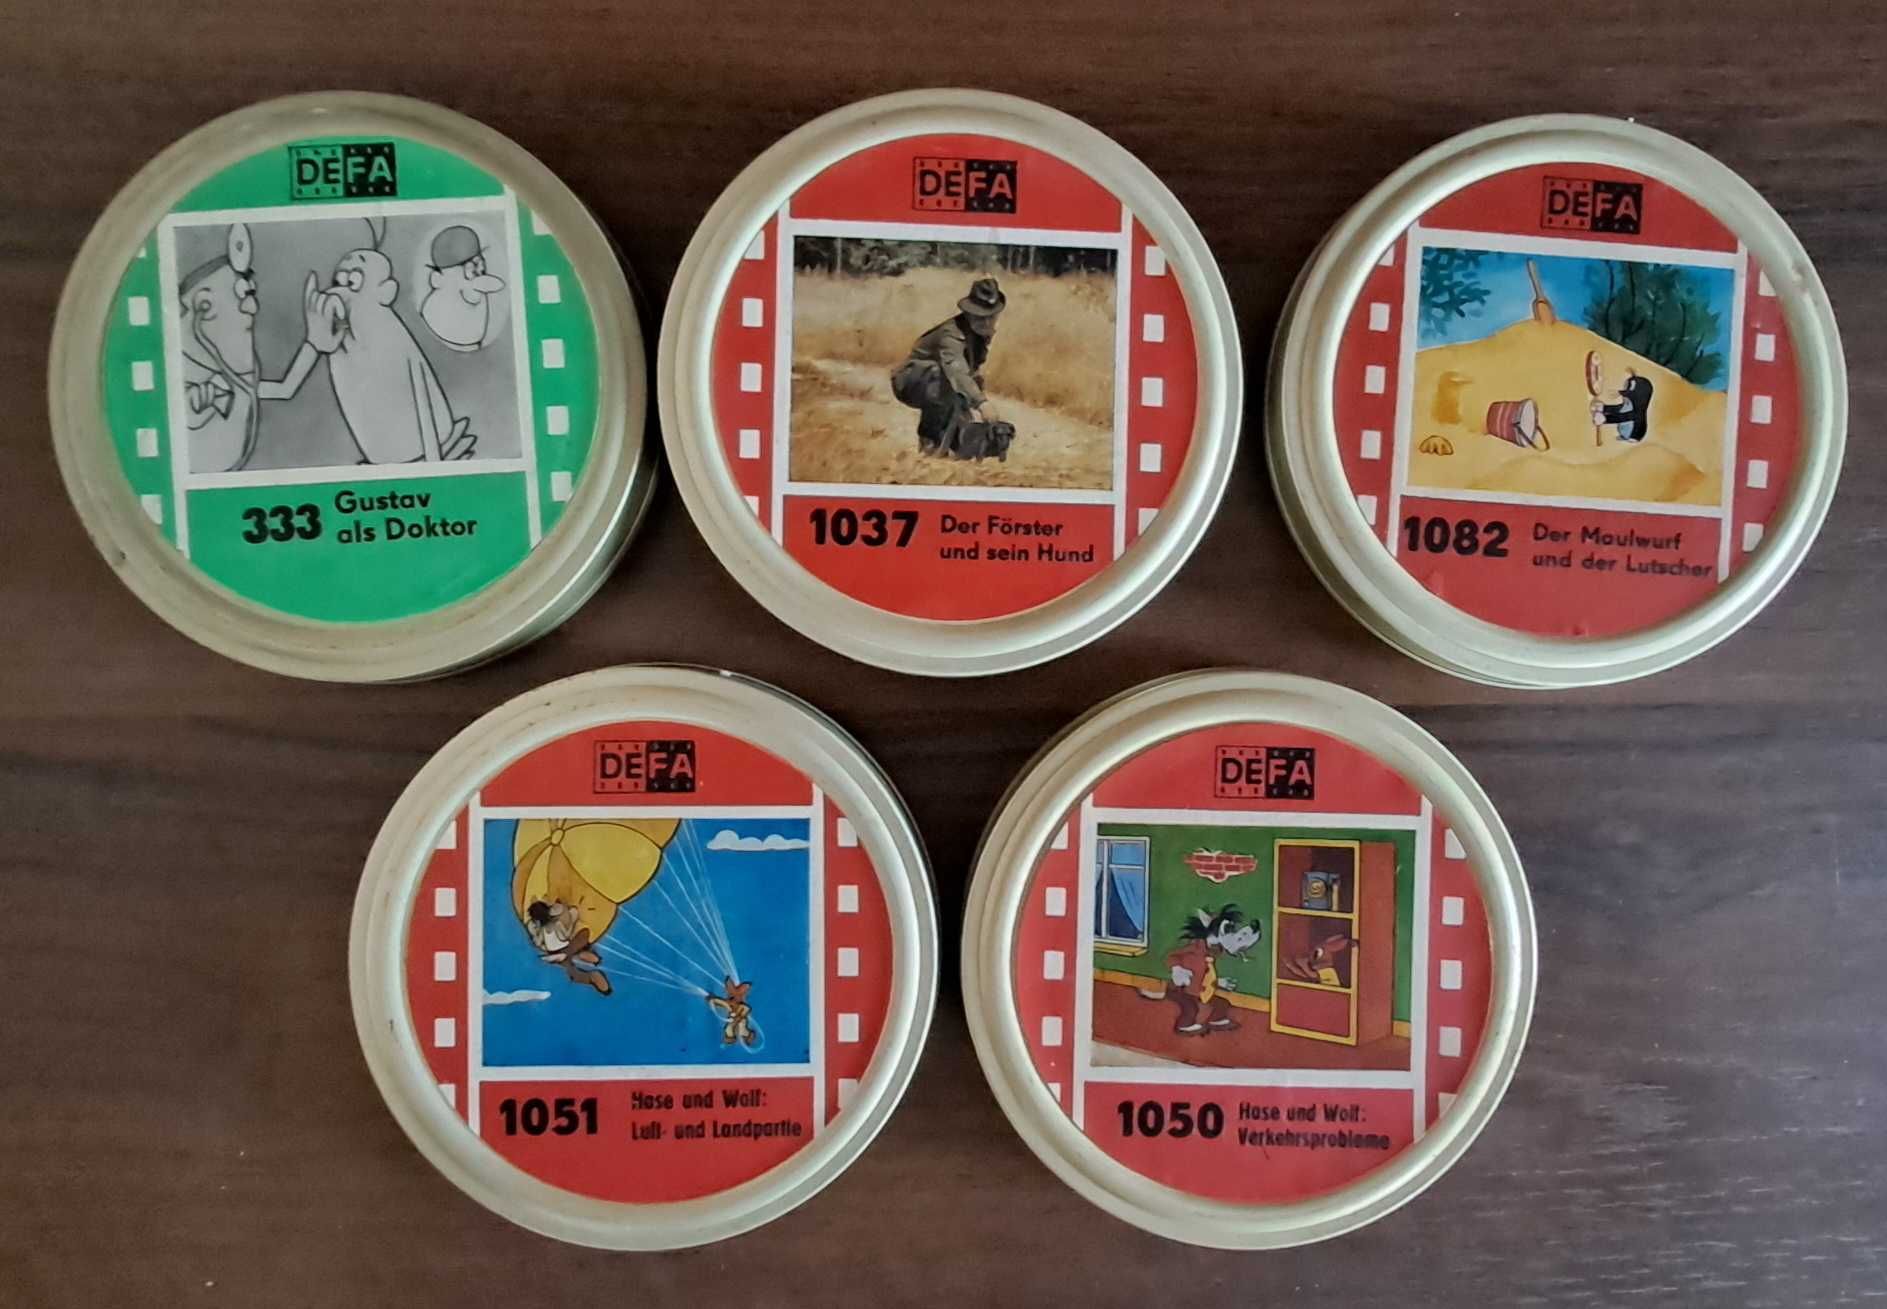 DEFA
333 Gustav
als Doktor
DEFA
1037 Der Förster
und sein Hund
DEFA
1082 Der Maulwurf
und der Lutscher
DEFA
1051 Hase und Wolf:
Luft- und Landpartie
DEFA
1050 Hase und Wolf:
Verkehrsprobleme